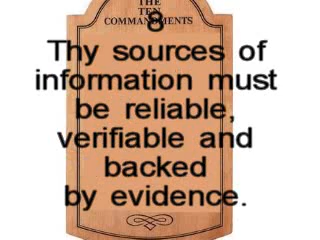 THE
TEN
COMMANDMENTS
8
Thy sources of
information must
be reliable,
verifiable and
backed
by evidence.